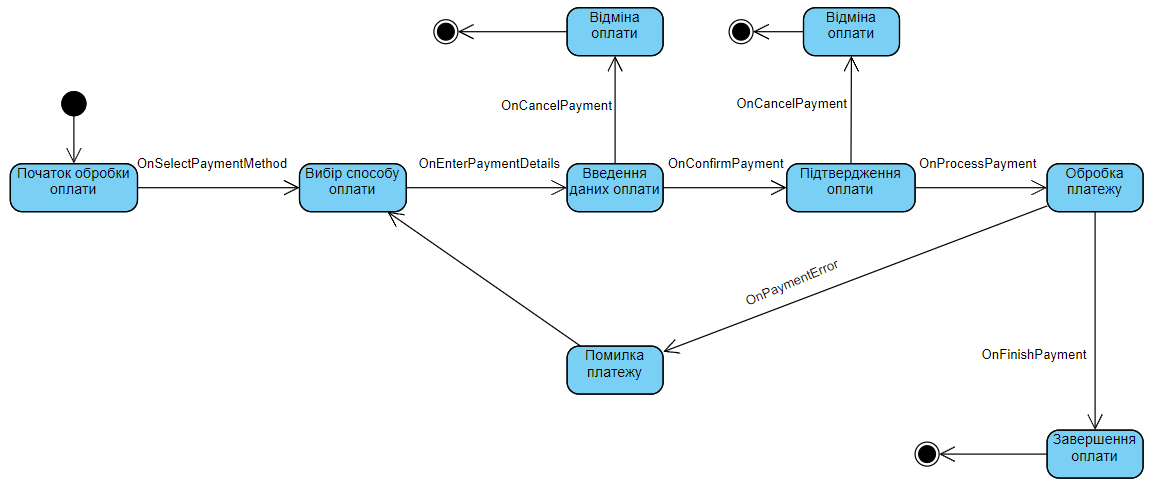 Відміна
оплати
Відміна
оплати
OnCancelPayment
OnCancelPayment
Початок обробки
оплати
OnSelectPaymentMethod
Вибір способу
оплати
OnEnterPaymentDetails
Введення
даних оплати
OnConfirmPayment
Підтвердження
оплати
OnProcessPayment
Обробка
платежу
OnPaymentError
Помилка
платежу
OnFinishPayment
Завершення
оплати